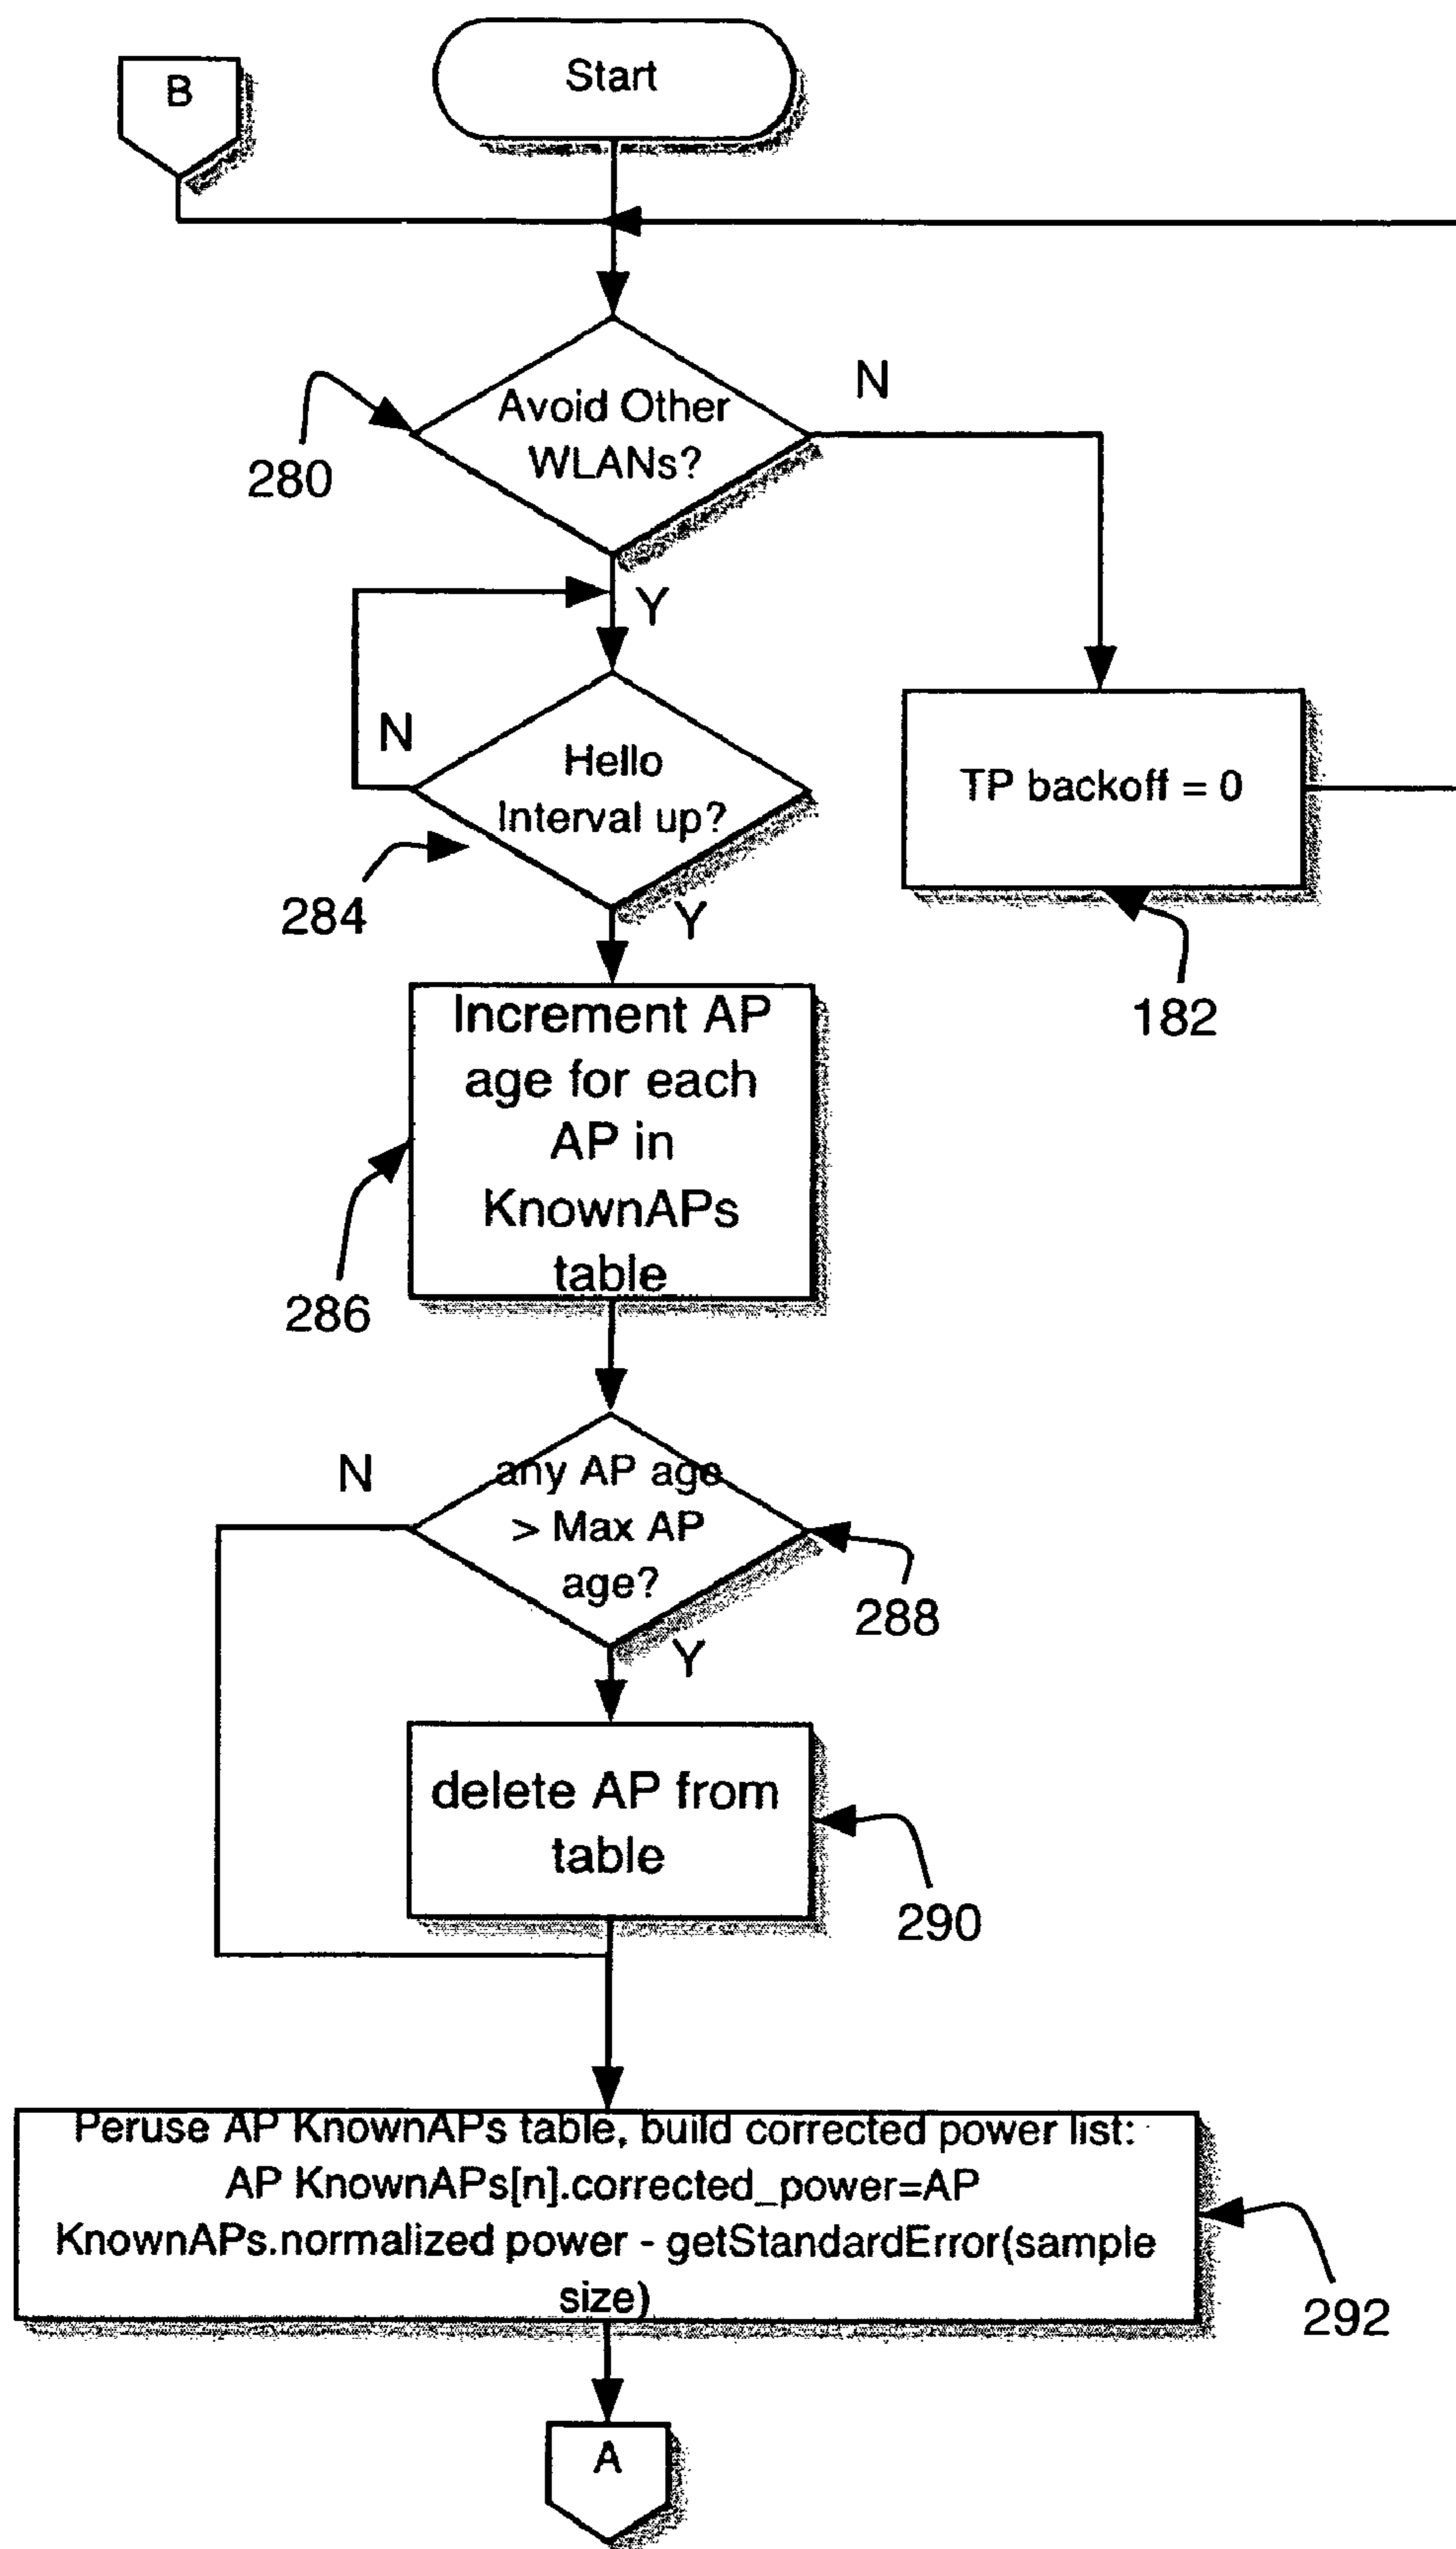 Start
B
N
Avoid Other
WLANs?
280
Y
N
Hello
Interval up?
TP backoff = 0
284
Y
182
Increment AP
age for each
AP in
KnownAPs
table
286
N
any AP age
> Max AP
age?
288
Y
delete AP from
table
290
Peruse AP KnownAPs table, build corrected power list:
AP KnownAPs[n].corrected_power=AP
KnownAPs.normalized power - getStandardError(sample
size)
292
A